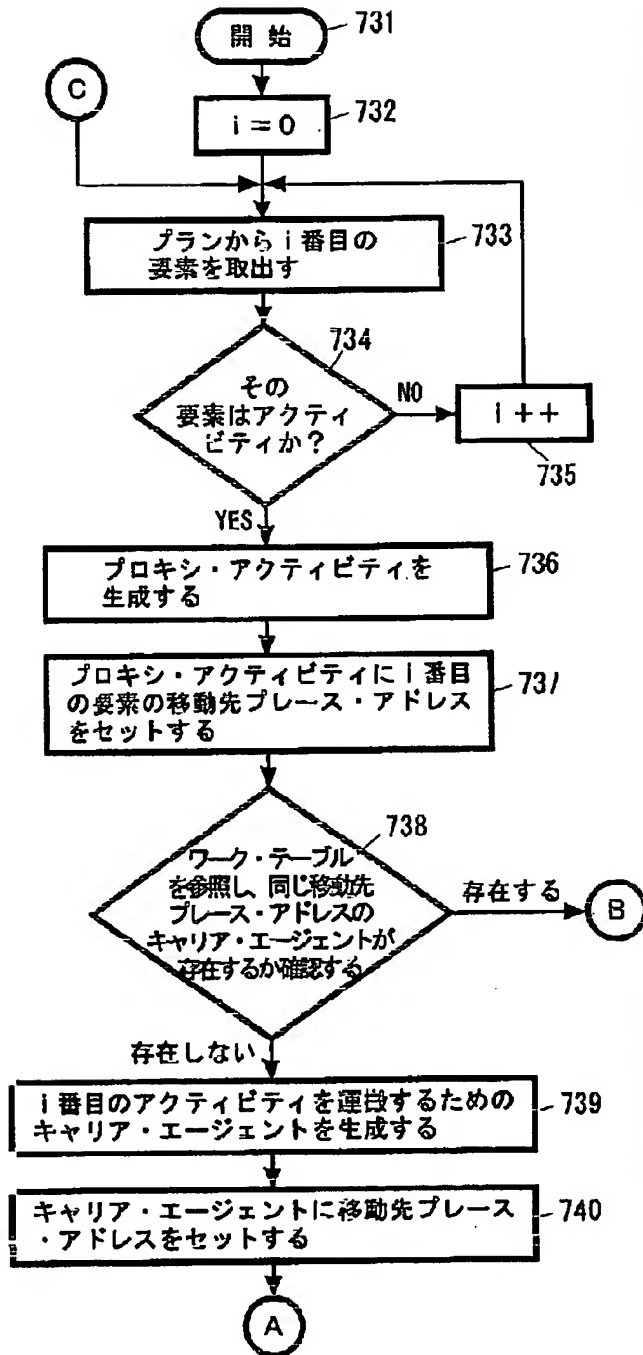 開始
731
C
i=0
732
プランからi番目の
要素を取出す
733
734
その
要素はアクティ
ビティか?
NO
i++
735
YES
プロキシ・アクティビティを
生成する
736
プロキシ・アクティビティにi番目
の要素の移動先プレース・アドレス
をセットする
737
738
ワーク・テーブル
を参照し、同じ移動先
プレース・アドレスの
キャリア・エージェントが
存在するか確認する
存在する
B
存在しない
i番目のアクティビティを運搬するための
キャリア・エージェントを生成する
739
キャリア・エージェントに移動先プレース
・アドレスをセットする
740
A